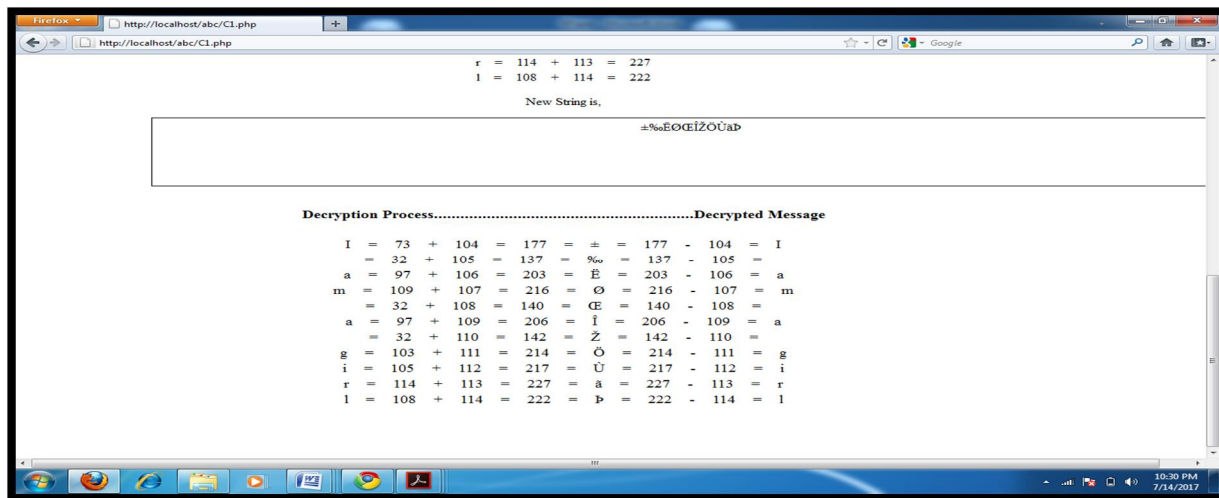 Firefox
http://localhost/abc/C1.php
http://localhost/abc/C1.php
Google
r = 114 + 113 = 227
l = 108 + 114 = 222
New String is,
±‰ËØŒÎŽÖÙãÞ
Decryption Process............................................................Decrypted Message
I = 73 + 104 = 177 = ± = 177 - 104 = I
= 32 + 105 = 137 = ‰ = 137 - 105 =
a = 97 + 106 = 203 = Ë = 203 - 106 = a
m = 109 + 107 = 216 = Ø = 216 - 107 = m
= 32 + 108 = 140 = Œ = 140 - 108 =
a = 97 + 109 = 206 = Î = 206 - 109 = a
= 32 + 110 = 142 = Ž = 142 - 110 =
g = 103 + 111 = 214 = Ö = 214 - 111 = g
i = 105 + 112 = 217 = Ù = 217 - 112 = i
r = 114 + 113 = 227 = ã = 227 - 113 = r
l = 108 + 114 = 222 = Þ = 222 - 114 = l
10:30 PM
7/14/2017